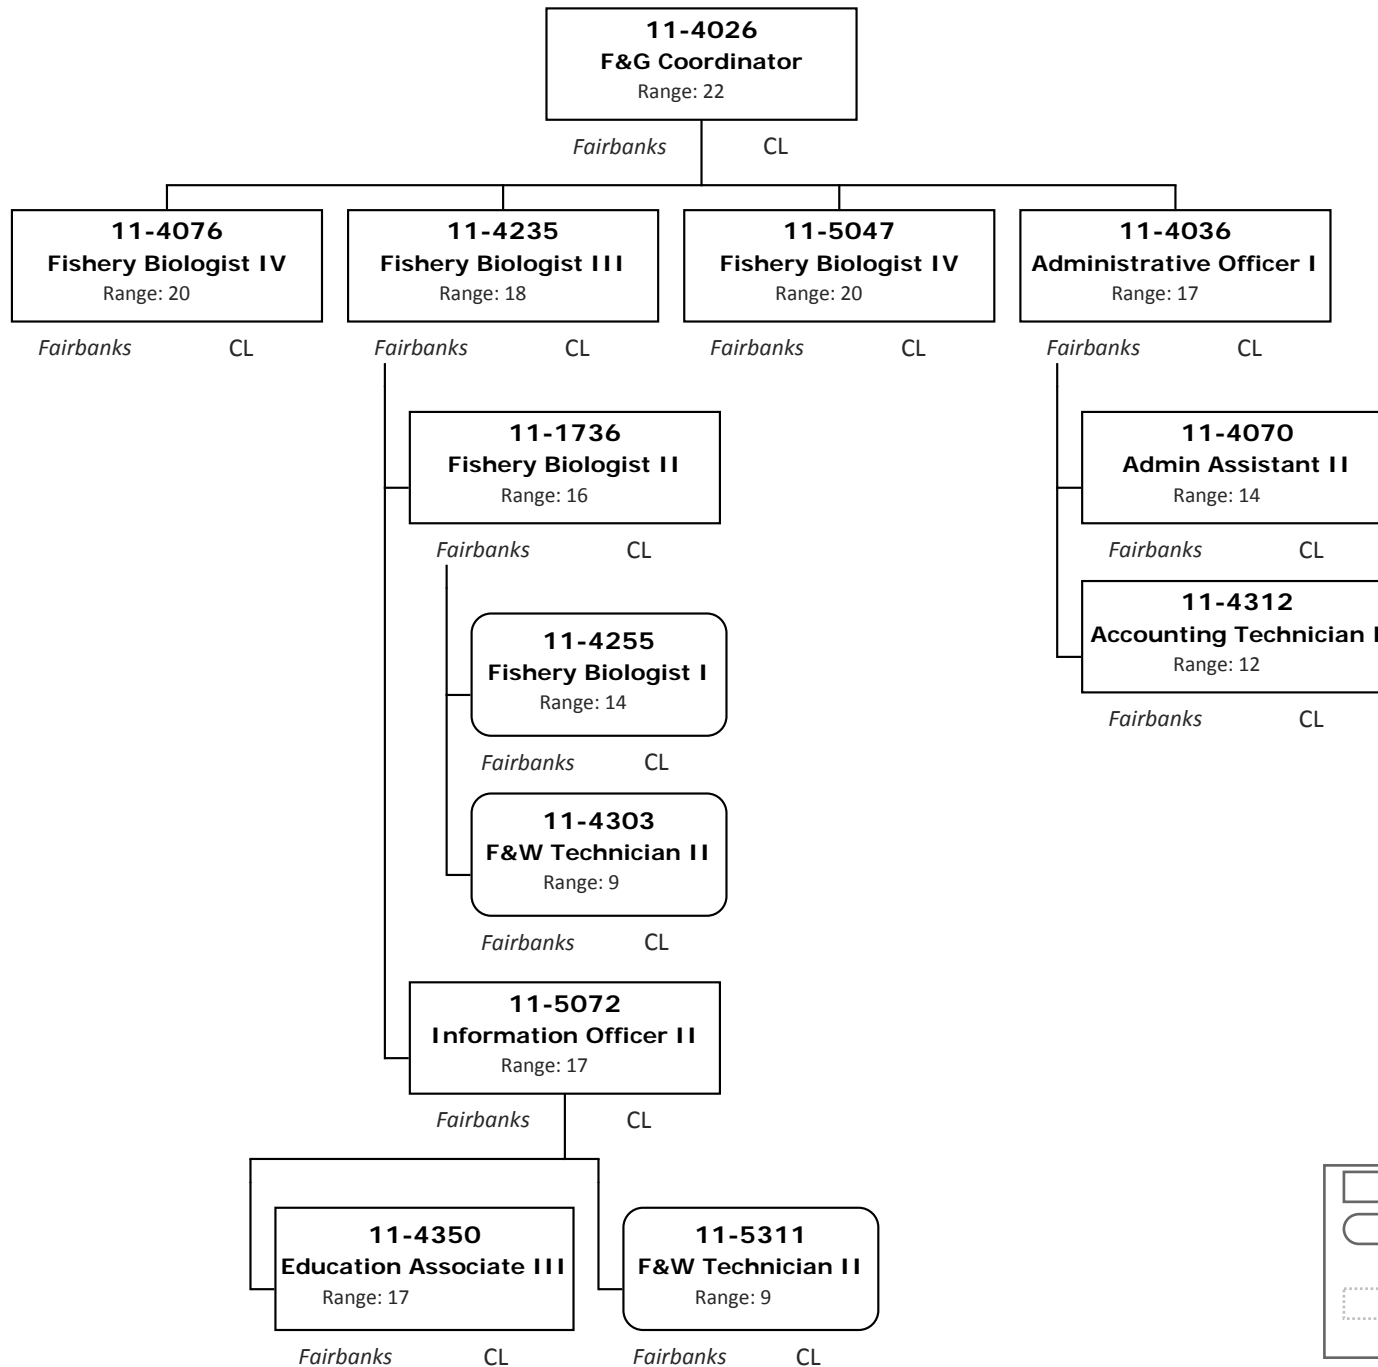 11-4026
F&G Coordinator
Range: 22
Fairbanks CL
11-4076
Fishery Biologist IV
Range: 20
Fairbanks CL
11-4235
Fishery Biologist III
Range: 18
Fairbanks CL
11-5047
Fishery Biologist IV
Range: 20
Fairbanks CL
11-4036
Administrative Officer I
Range: 17
Fairbanks CL
11-1736
Fishery Biologist II
Range: 16
Fairbanks CL
11-4255
Fishery Biologist I
Range: 14
Fairbanks CL
11-4303
F&W Technician II
Range: 9
Fairbanks CL
11-5072
Information Officer II
Range: 17
Fairbanks CL
11-4350
Education Associate III
Range: 17
Fairbanks CL
11-5311
F&W Technician II
Range: 9
Fairbanks CL
11-4070
Admin Assistant II
Range: 14
Fairbanks CL
11-4312
Accounting Technician
Range: 12
Fairbanks CL